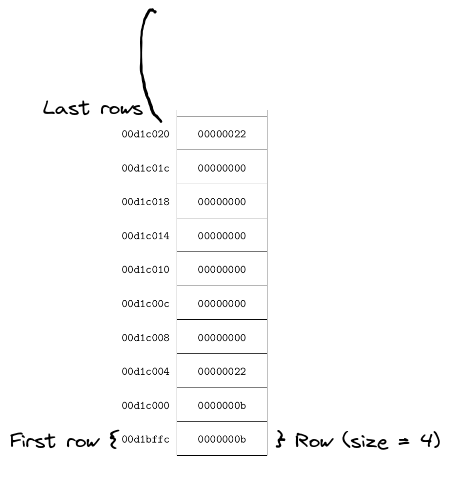 Last rows
00d1c020 00000022
00d1c01c 00000000
00d1c018 00000000
00d1c014 00000000
00d1c010 00000000
00d1c00c 00000000
00d1c008 00000000
00d1c004 00000022
00d1c000 0000000b
First row { 00d1bffc 0000000b } Row (size = 4)